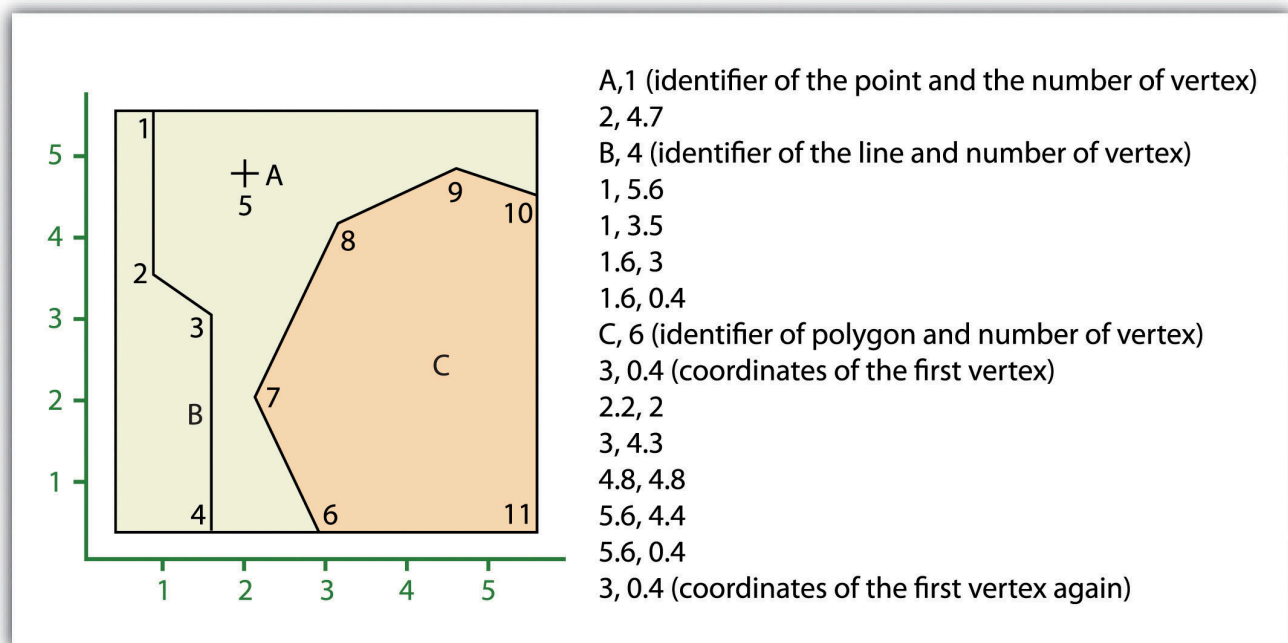 1
A
5
9
10
8
2
3
C
7
B
4
6
11
5
4
3
2
1
1 2 3 4 5
A,1 (identifier of the point and the number of vertex)
2, 4.7
B, 4 (identifier of the line and number of vertex)
1, 5.6
1, 3.5
1.6, 3
1.6, 0.4
C, 6 (identifier of polygon and number of vertex)
3, 0.4 (coordinates of the first vertex)
2.2, 2
3, 4.3
4.8, 4.8
5.6, 4.4
5.6, 0.4
3, 0.4 (coordinates of the first vertex again)